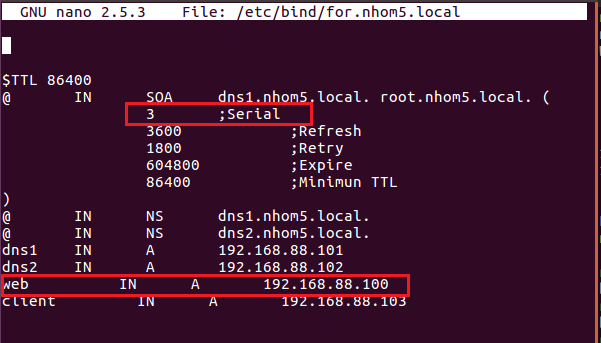 GNU nano 2.5.3 File: /etc/bind/for.nhom5.local
$TTL 86400
@ IN SOA dns1.nhom5.local. root.nhom5.local. (
3 ;Serial
3600 ;Refresh
1800 ;Retry
604800 ;Expire
86400 ;Minimun TTL
)
@ IN NS dns1.nhom5.local.
@ IN NS dns2.nhom5.local.
dns1 IN A 192.168.88.101
dns2 IN A 192.168.88.102
web IN A 192.168.88.100
client IN A 192.168.88.103